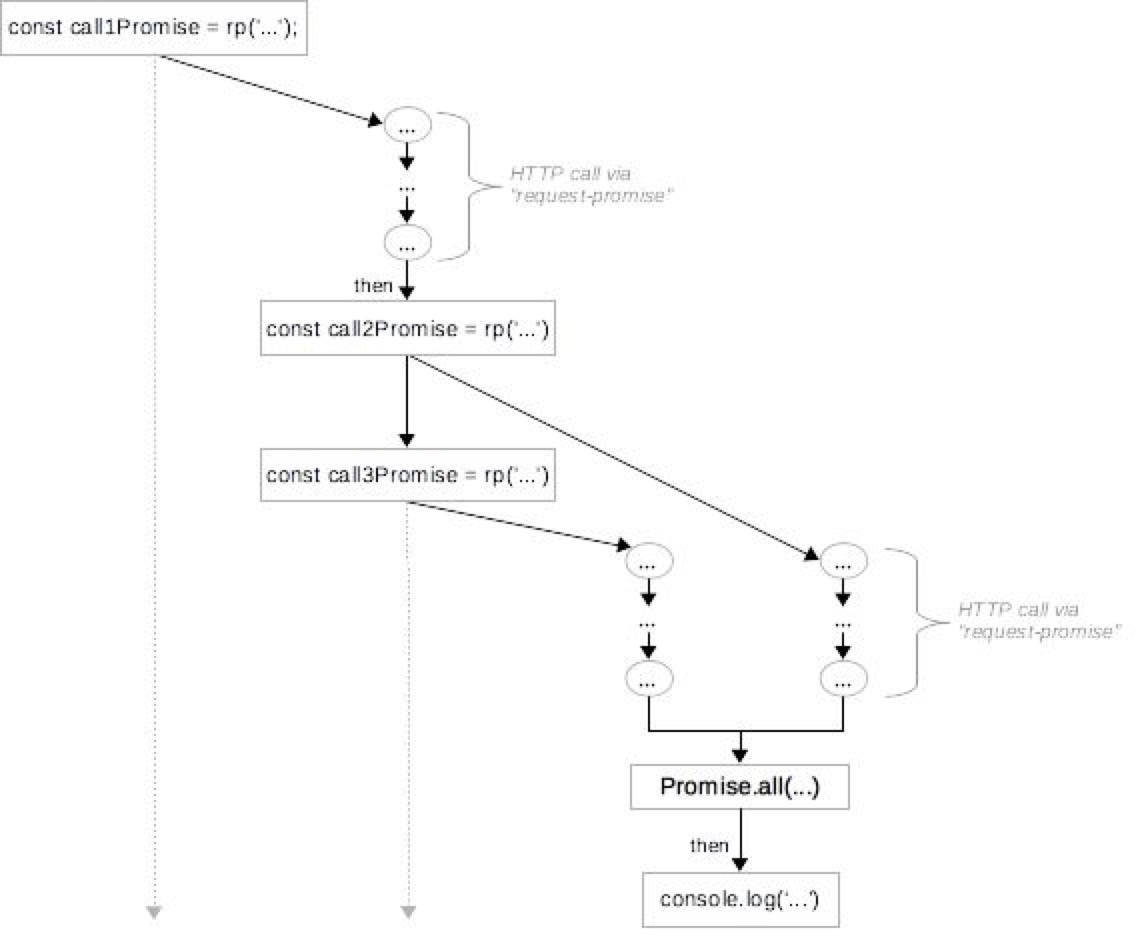 const call1Promise = rp('...');
...
...
...
HTTP call via
"request-promise"
then
const call2Promise = rp('...')
const call3Promise = rp('...')
...
...
...
...
...
...
HTTP call via
"request-promise"
Promise.all(...)
then
console.log('...')